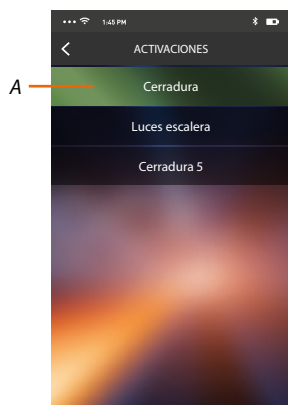 1:45 PM
ACTIVACIONES
A
Cerradura
Luces escalera
Cerradura 5